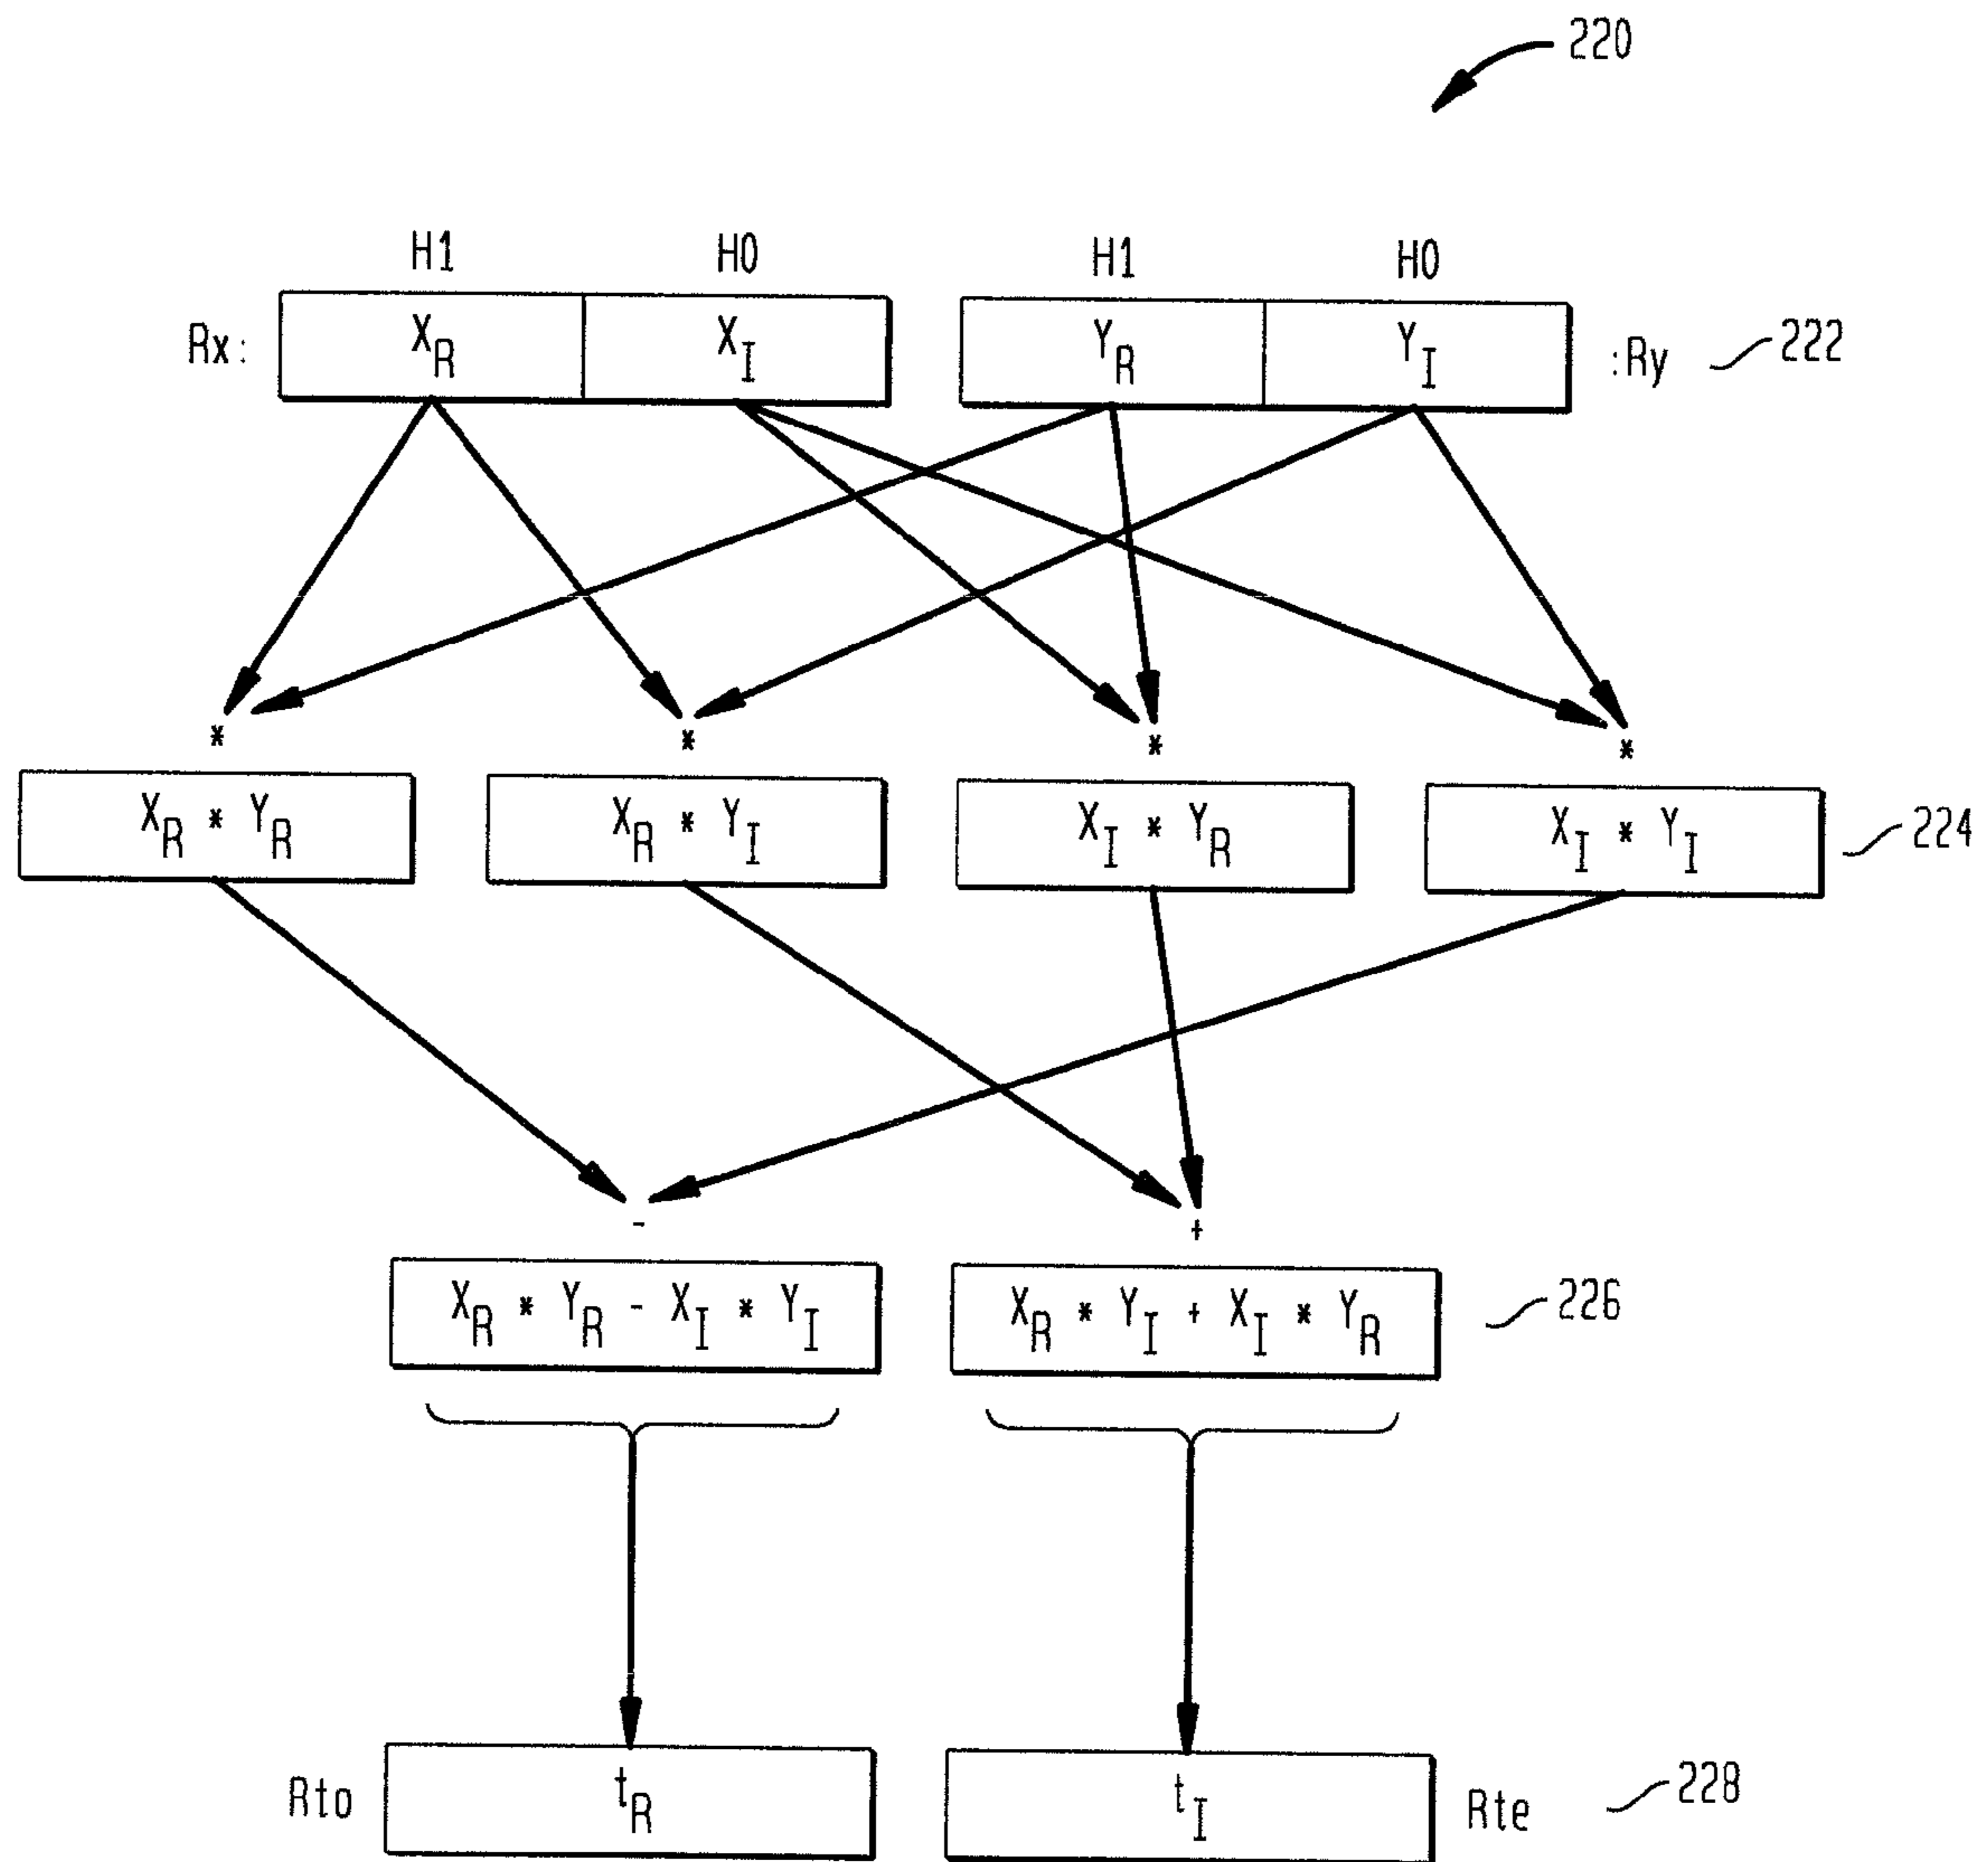 220
H1 H0 H1 H0
Rx: X_R X_I Y_R Y_I :Ry 222
* * * *
X_R * Y_R X_R * Y_I X_I * Y_R X_I * Y_I 224
- +
X_R * Y_R - X_I * Y_I X_R * Y_I + X_I * Y_R 226
Rto t_R t_I Rte 228